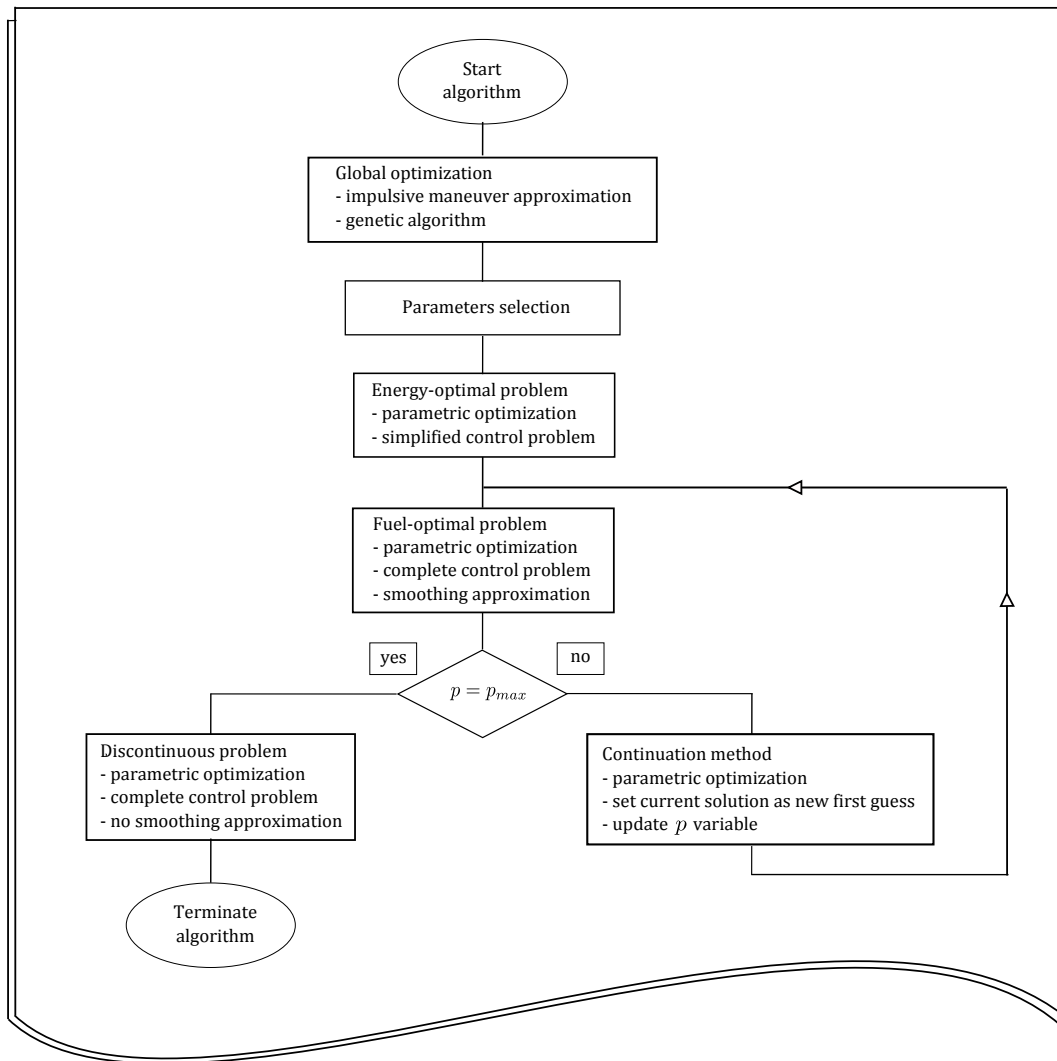 Start
algorithm
Global optimization
- impulsive maneuver approximation
- genetic algorithm
Parameters selection
Energy-optimal problem
- parametric optimization
- simplified control problem
Fuel-optimal problem
- parametric optimization
- complete control problem
- smoothing approximation
yes
no
p = p_{max}
Discontinuous problem
- parametric optimization
- complete control problem
- no smoothing approximation
Continuation method
- parametric optimization
- set current solution as new first guess
- update p variable
Terminate
algorithm